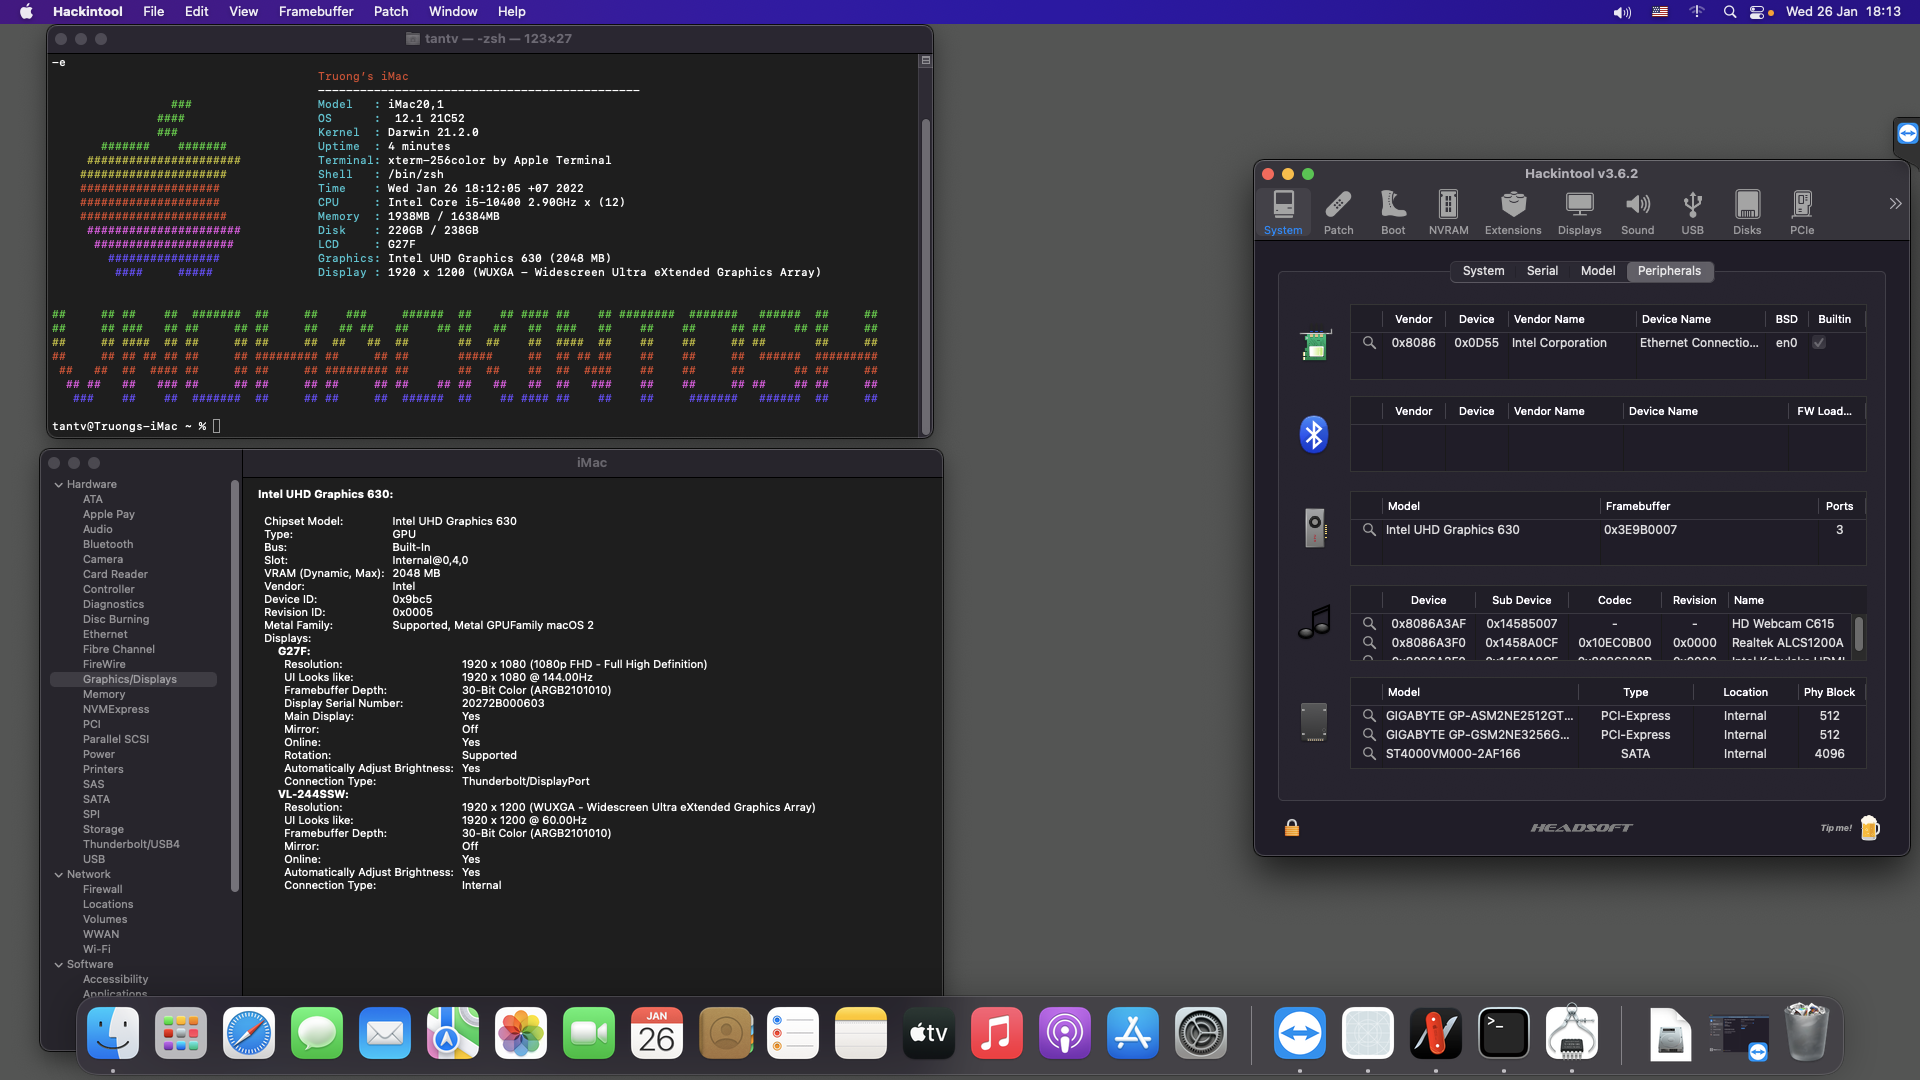 Hackintool File Edit View Framebuffer Patch Window Help
Wed 26 Jan 18:13
tantv — -zsh — 123×27
-e
Truong's iMac
----------------------------------------------
Model : iMac20,1
OS : 12.1 21C52
Kernel : Darwin 21.2.0
Uptime : 4 minutes
Terminal: xterm-256color by Apple Terminal
Shell : /bin/zsh
Time : Wed Jan 26 18:12:05 +07 2022
CPU : Intel Core i5-10400 2.90GHz x (12)
Memory : 1938MB / 16384MB
Disk : 220GB / 238GB
LCD : G27F
Graphics: Intel UHD Graphics 630 (2048 MB)
Display : 1920 x 1200 (WUXGA - Widescreen Ultra eXtended Graphics Array)
tantv@Truongs-iMac ~ %
iMac
Hardware
ATA
Apple Pay
Audio
Bluetooth
Camera
Card Reader
Controller
Diagnostics
Disc Burning
Ethernet
Fibre Channel
FireWire
Graphics/Displays
Memory
NVMExpress
PCI
Parallel SCSI
Power
Printers
SAS
SATA
SPI
Storage
Thunderbolt/USB4
USB
Network
Firewall
Locations
Volumes
WWAN
Wi-Fi
Software
Accessibility
Applications
Intel UHD Graphics 630:
Chipset Model: Intel UHD Graphics 630
Type: GPU
Bus: Built-In
Slot: Internal@0,4,0
VRAM (Dynamic, Max): 2048 MB
Vendor: Intel
Device ID: 0x9bc5
Revision ID: 0x0005
Metal Family: Supported, Metal GPUFamily macOS 2
Displays:
G27F:
Resolution: 1920 x 1080 (1080p FHD - Full High Definition)
UI Looks like: 1920 x 1080 @ 144.00Hz
Framebuffer Depth: 30-Bit Color (ARGB2101010)
Display Serial Number: 20272B000603
Main Display: Yes
Mirror: Off
Online: Yes
Rotation: Supported
Automatically Adjust Brightness: Yes
Connection Type: Thunderbolt/DisplayPort
VL-244SSW:
Resolution: 1920 x 1200 (WUXGA - Widescreen Ultra eXtended Graphics Array)
UI Looks like: 1920 x 1200 @ 60.00Hz
Framebuffer Depth: 30-Bit Color (ARGB2101010)
Mirror: Off
Online: Yes
Automatically Adjust Brightness: Yes
Connection Type: Internal
Hackintool v3.6.2
System Patch Boot NVRAM Extensions Displays Sound USB Disks PCIe
System Serial Model Peripherals
Vendor Device Vendor Name Device Name BSD Builtin
0x8086 0x0D55 Intel Corporation Ethernet Connectio... en0
Vendor Device Vendor Name Device Name FW Load...
Model Framebuffer Ports
Intel UHD Graphics 630 0x3E9B0007 3
Device Sub Device Codec Revision Name
0x8086A3AF 0x14585007 - - HD Webcam C615
0x8086A3F0 0x1458A0CF 0x10EC0B00 0x0000 Realtek ALCS1200A
Model Type Location Phy Block
GIGABYTE GP-ASM2NE2512GT... PCI-Express Internal 512
GIGABYTE GP-GSM2NE3256G... PCI-Express Internal 512
ST4000VM000-2AF166 SATA Internal 4096
HEADSOFT
Tip me!
JAN
26
tv
>_